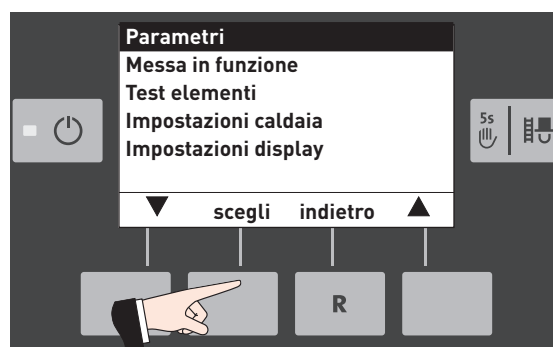 Parametri
Messa in funzione
Test elementi
Impostazioni caldaia
Impostazioni display
scegli indietro
5s
R